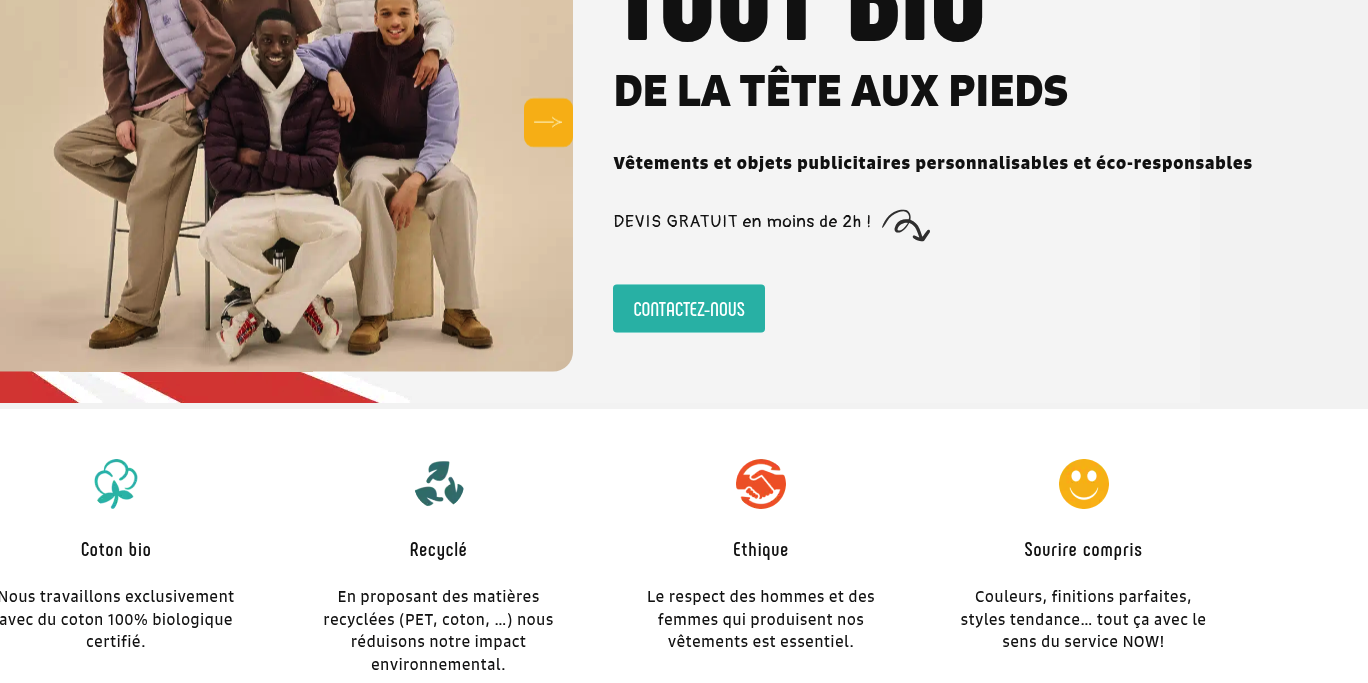 TOUT BIO
DE LA TÊTE AUX PIEDS
Vêtements et objets publicitaires personnalisables et éco-responsables
DEVIS GRATUIT en moins de 2h !
CONTACTEZ-NOUS
Coton bio
Recyclé
Ethique
Sourire compris
Nous travaillons exclusivement
avec du coton 100% biologique
certifié.
En proposant des matières
recyclées (PET, coton, ...) nous
réduisons notre impact
environnemental.
Le respect des hommes et des
femmes qui produisent nos
vêtements est essentiel.
Couleurs, finitions parfaites,
styles tendance... tout ça avec le
sens du service NOW!